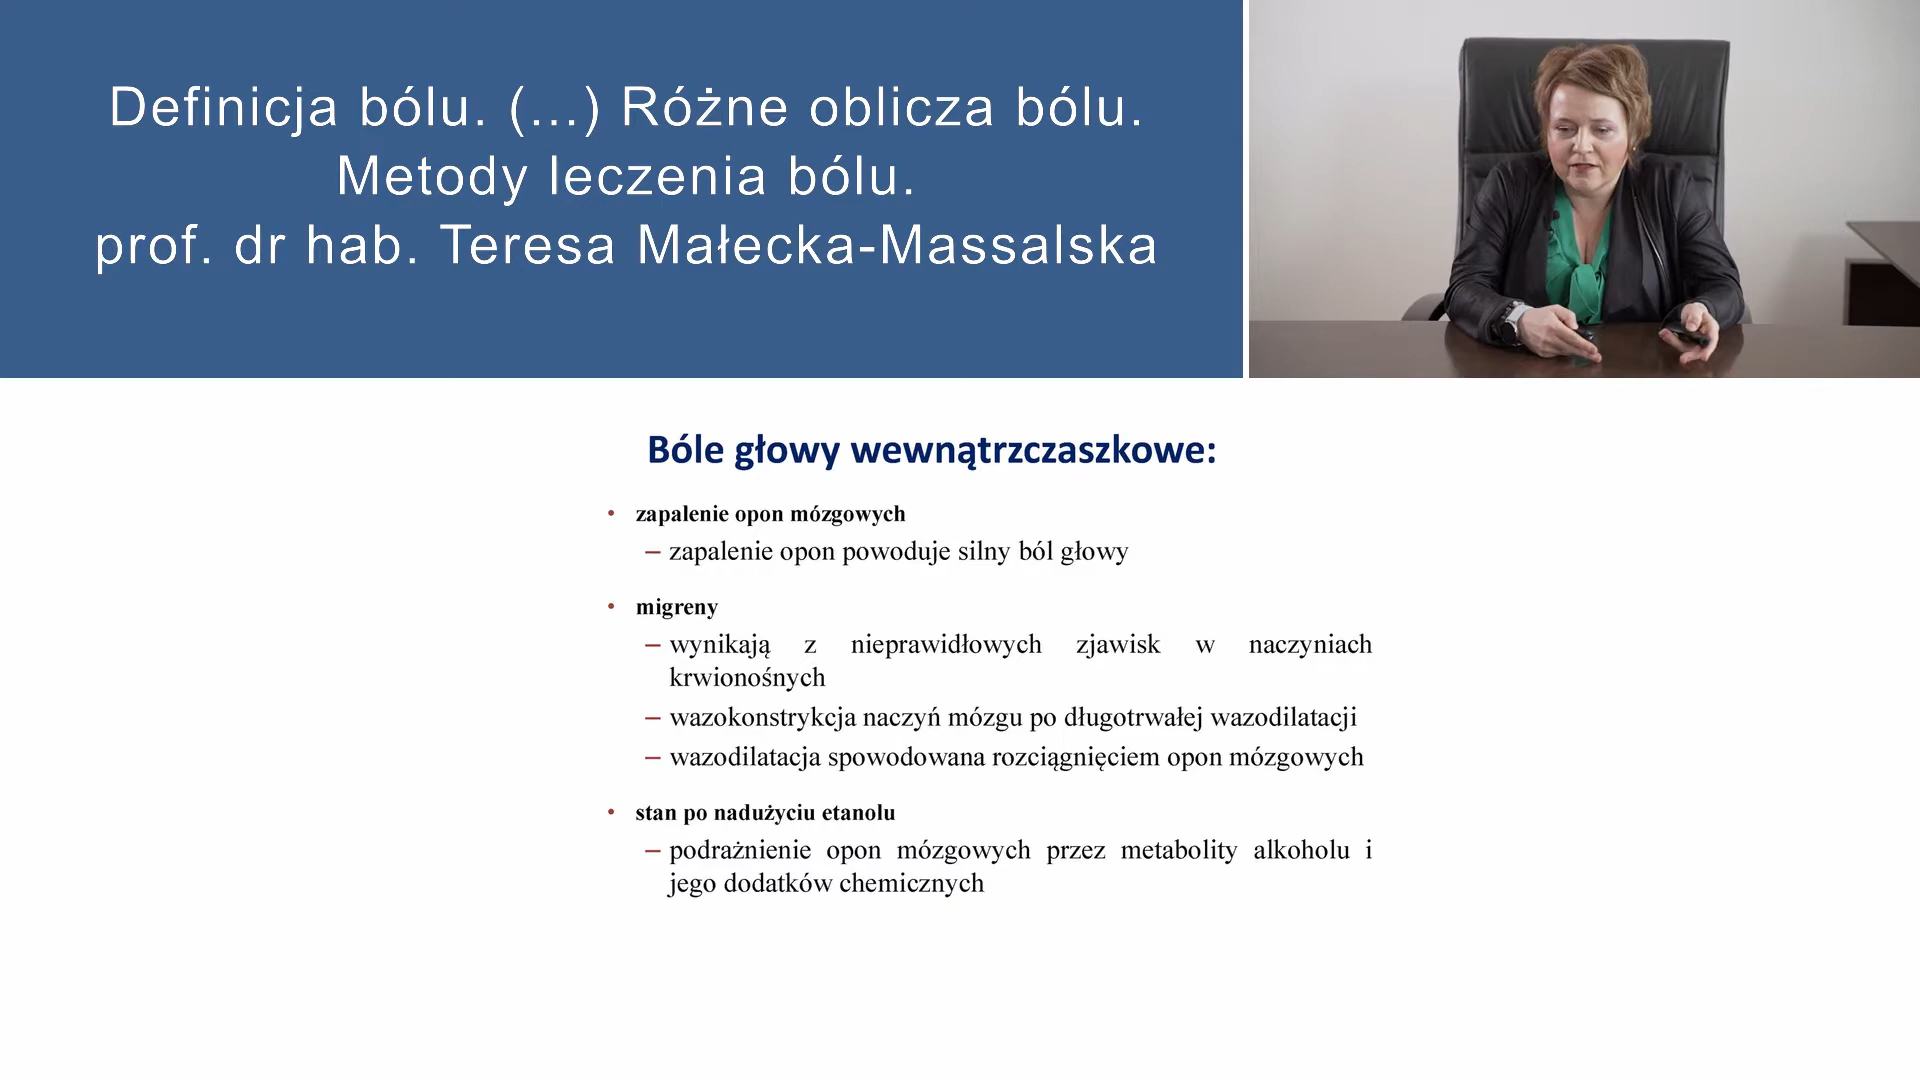 Definicja bólu. (...) Różne oblicza bólu.
Metody leczenia bólu.
prof. dr hab. Teresa Małecka-Massalska
Bóle głowy wewnątrzczaszkowe:
• zapalenie opon mózgowych
– zapalenie opon powoduje silny ból głowy
• migreny
– wynikają z nieprawidłowych zjawisk w naczyniach
krwionośnych
– wazokonstrykcja naczyń mózgu po długotrwałej wazodilatacji
– wazodilatacja spowodowana rozciągnięciem opon mózgowych
• stan po nadużyciu etanolu
– podrażnienie opon mózgowych przez metabolity alkoholu i
jego dodatków chemicznych